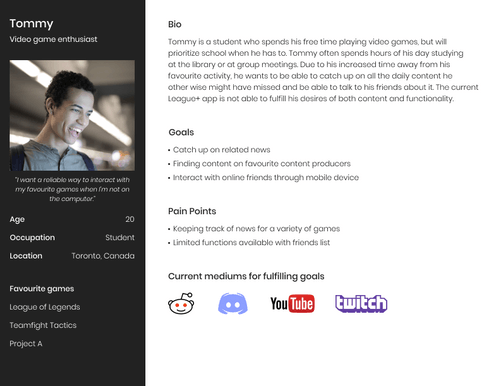 Tommy
Video game enthusiast
"I want a reliable way to interact with
my favourite games when I'm not on
the computer."
Age 20
Occupation Student
Location Toronto, Canada
Favourite games
League of Legends
Teamfight Tactics
Project A
Bio
Tommy is a student who spends his free time playing video games, but will
prioritize school when he has to. Tommy often spends hours of his day studying
at the library or at group meetings. Due to his increased time away from his
favourite activity, he wants to be able to catch up on all the daily content he
other wise might have missed and be able to talk to his friends about it. The current
League+ app is not able to fulfill his desires of both content and functionality.
Goals
• Catch up on related news
• Finding content on favourite content producers
• Interact with online friends through mobile device
Pain Points
• Keeping track of news for a variety of games
• Limited functions available with friends list
Current mediums for fulfilling goals
YouTube twitch